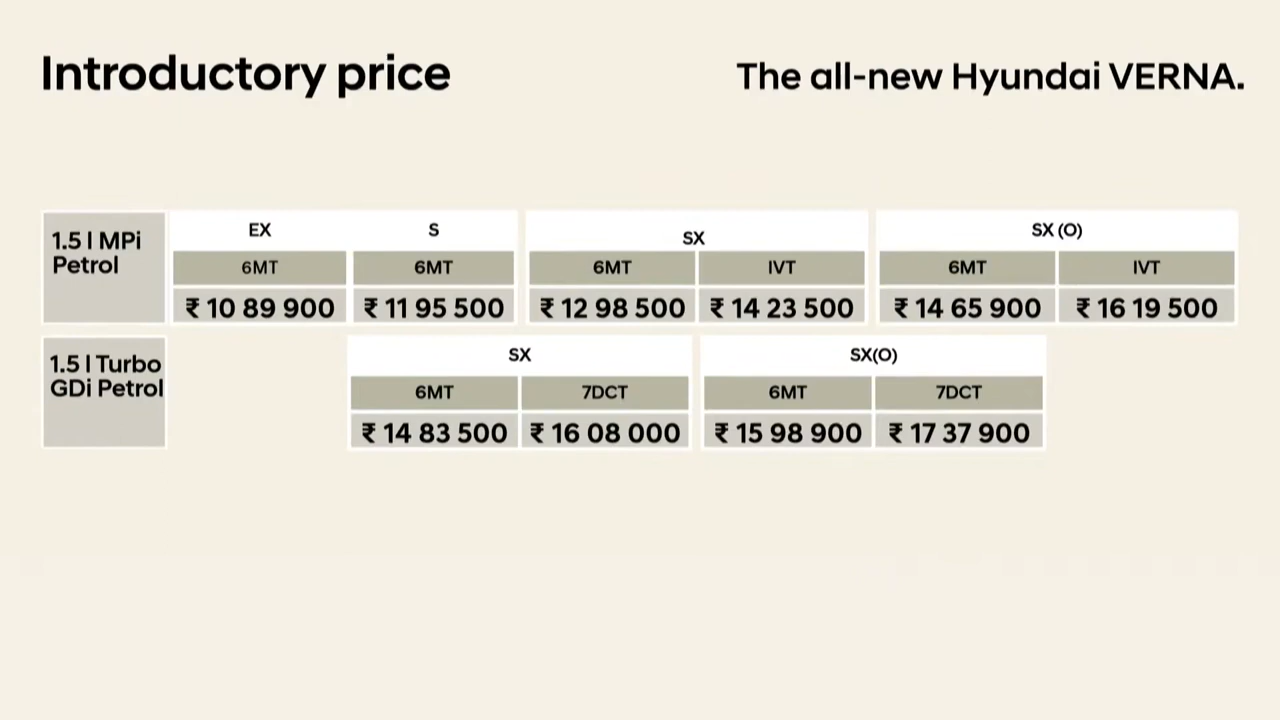 Introductory price
The all-new Hyundai VERNA.
1.5 l MPi
Petrol
EX
S
SX
SX (O)
6MT
6MT
6MT
IVT
6MT
IVT
₹ 10 89 900
₹ 11 95 500
₹ 12 98 500
₹ 14 23 500
₹ 14 65 900
₹ 16 19 500
1.5 l Turbo
GDi Petrol
SX
SX(O)
6MT
7DCT
6MT
7DCT
₹ 14 83 500
₹ 16 08 000
₹ 15 98 900
₹ 17 37 900